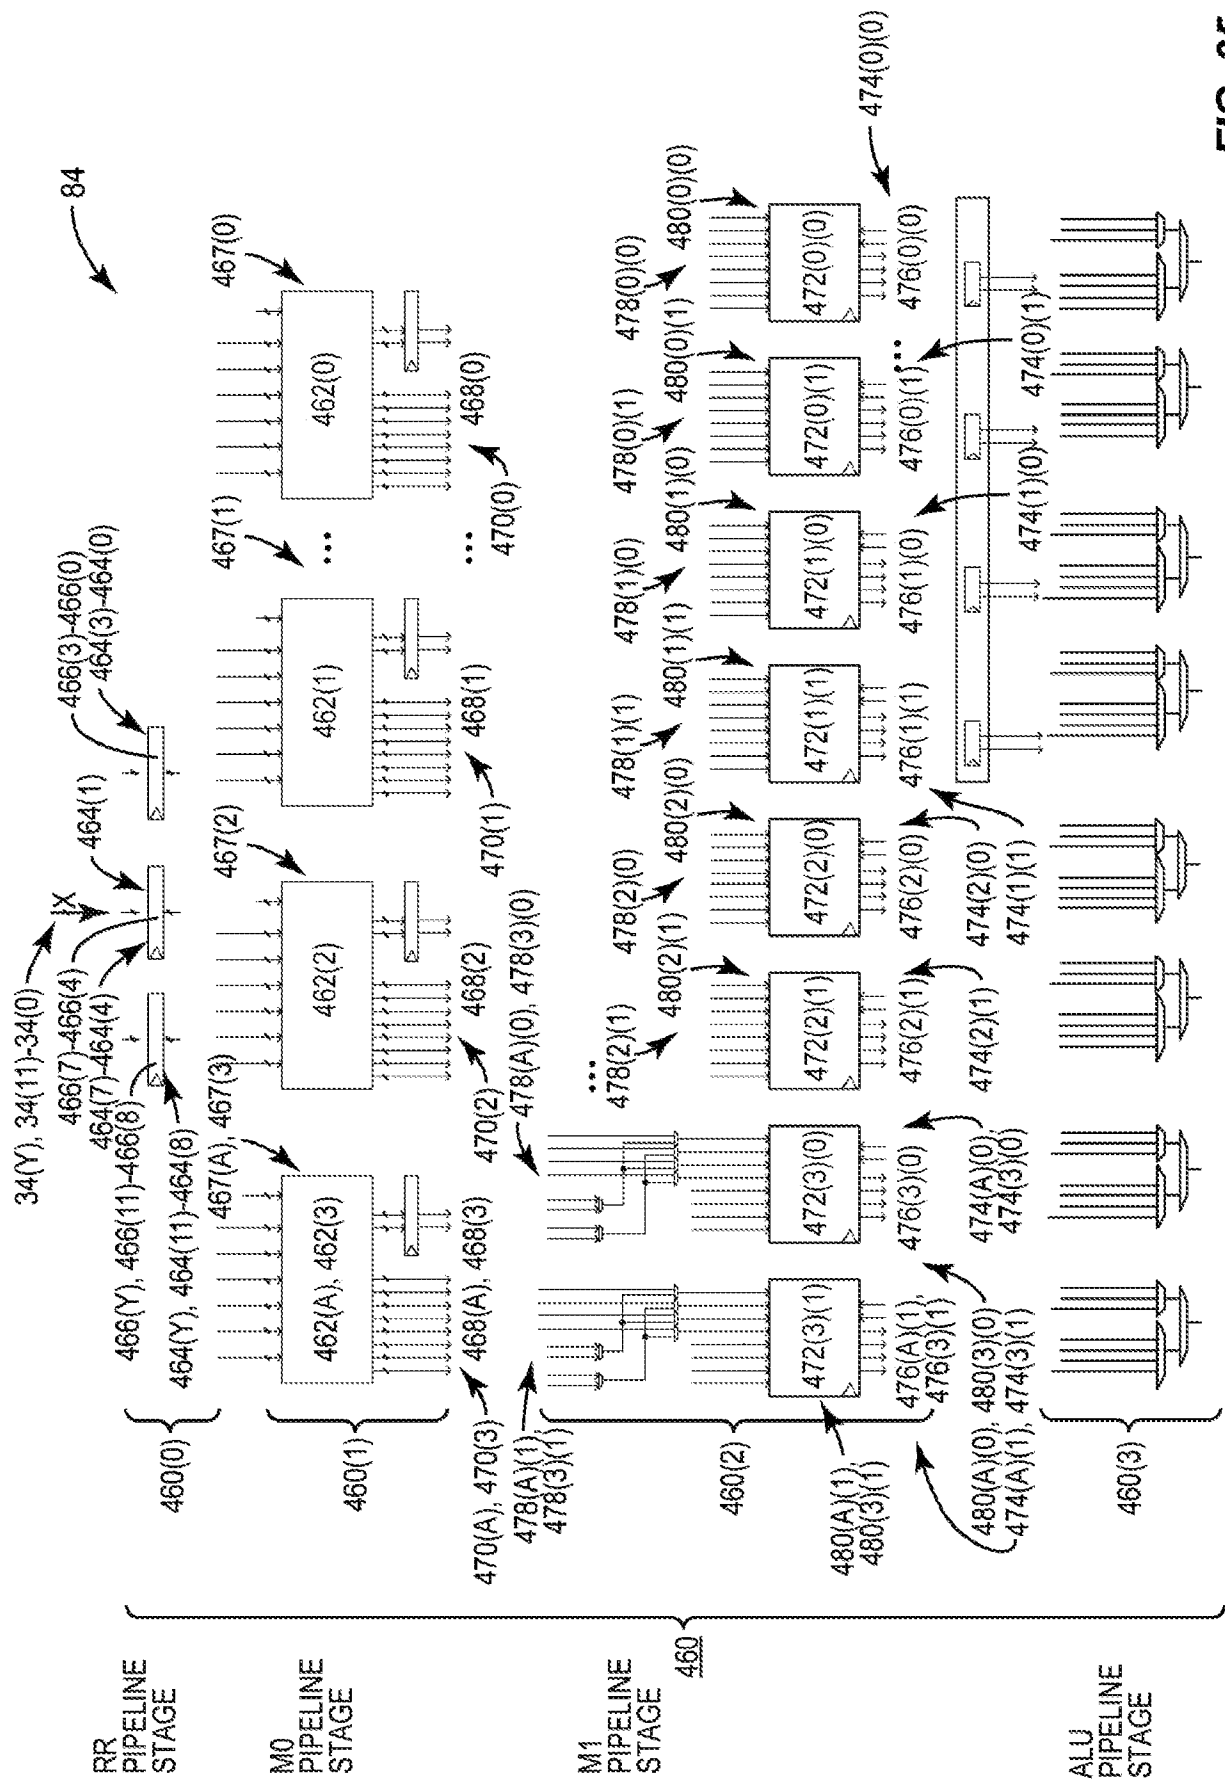 84
34(Y), 34(11)-34(0)
X
466(3)-466(0)
464(3)-464(0)
464(1)
466(7)-466(4)
464(7)-464(4)
466(Y), 466(11)-466(8)
464(Y), 464(11)-464(8)
RR
PIPELINE
STAGE
460(0)
467(A), 467(3)
467(2)
467(1)
467(0)
M0
PIPELINE
STAGE
460(1)
462(A), 462(3)
462(2)
462(1)
462(0)
•••
•••
468(A), 468(3)
468(2)
468(1)
468(0)
470(A), 470(3)
470(2)
470(1)
470(0)
478(A)(1),
478(3)(1)
478(A)(0), 478(3)(0)
•••
478(2)(1)
478(2)(0)
478(1)(1)
478(1)(0)
478(0)(1)
478(0)(0)
480(2)(1)
480(2)(0)
480(1)(1)
480(1)(0)
480(0)(1)
480(0)(0)
M1
PIPELINE
STAGE
460
460(2)
472(3)(1)
472(3)(0)
472(2)(1)
472(2)(0)
472(1)(1)
472(1)(0)
472(0)(1)
472(0)(0)
480(A)(1),
480(3)(1)
476(A)(1),
476(3)(1)
476(3)(0)
476(2)(1)
476(2)(0)
476(1)(1)
476(1)(0)
476(0)(1)
•••
476(0)(0)
474(0)(0)
480(A)(0), 480(3)(0)
474(A)(1), 474(3)(1)
474(A)(0),
474(3)(0)
474(2)(1)
474(2)(0)
474(1)(1)
474(1)(0)
474(0)(1)
ALU
PIPELINE
STAGE
460(3)